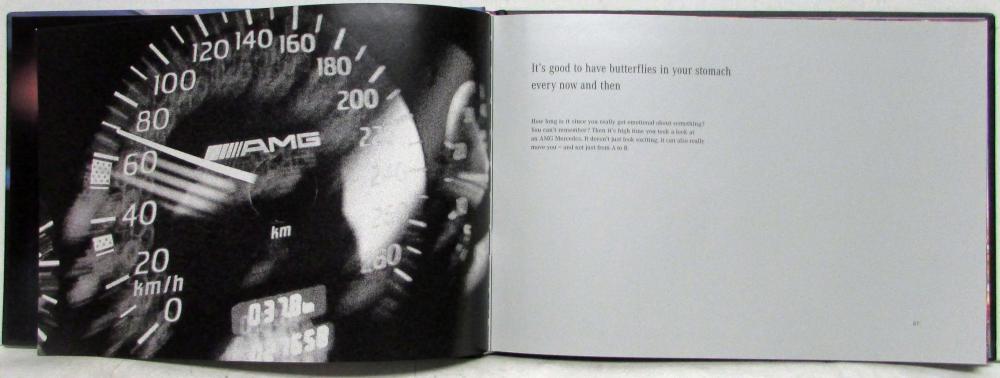 120 140 160
180
100
200
80
AMG
60
km
40
20
km/h
0
0378
It's good to have butterflies in your stomach
every now and then
How long is it since you really got emotional about something?
You can't remember? Then it's high time you took a look at
an AMG Mercedes. It doesn't just look exciting, it can also really
move you – and not just from A to B.